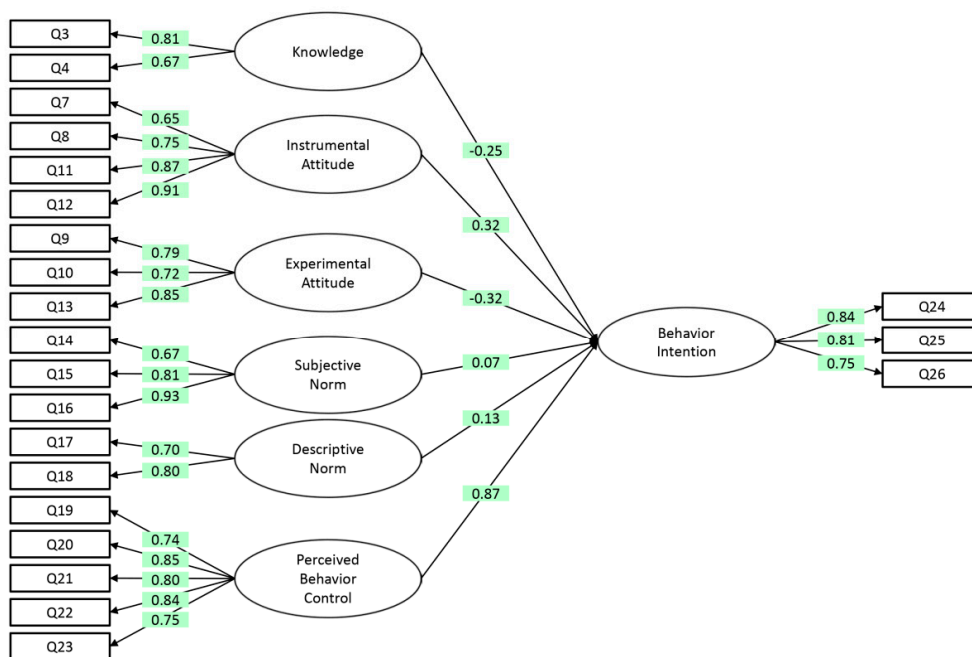 Q3
0.81
Knowledge
Q4
0.67
Q7
0.65
Q8
0.75
Instrumental
Attitude
-0.25
Q11
0.87
Q12
0.91
0.32
Q9
0.79
Experimental
Attitude
Q10
0.72
Q13
0.85
-0.32
Q14
0.67
Q15
0.81
Subjective
Norm
0.07
Q16
0.93
Behavior
Intention
0.84
Q24
0.81
Q25
0.75
Q26
Q17
0.70
Descriptive
Norm
0.13
Q18
0.80
Q19
0.74
0.87
Q20
0.85
Perceived
Behavior
Control
Q21
0.80
Q22
0.84
Q23
0.75